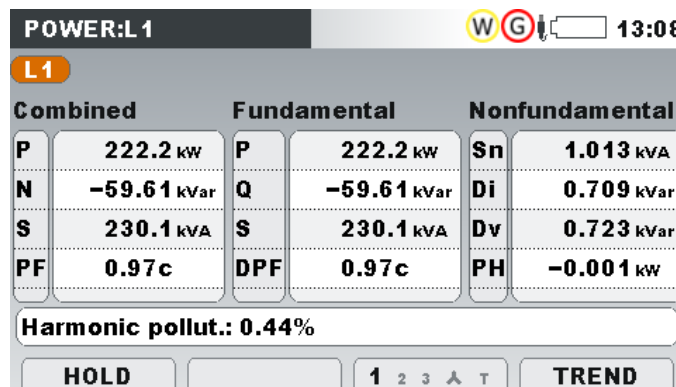 POWER:L1 W G 13:08
L1
Combined Fundamental Nonfundamental
P 222.2 kW P 222.2 kW Sn 1.013 kVA
N -59.61 kVar Q -59.61 kVar Di 0.709 kVar
S 230.1 kVA S 230.1 kVA Dv 0.723 kVar
PF 0.97c DPF 0.97c PH -0.001 kW
Harmonic pollut.: 0.44%
HOLD 1 2 3 T TREND